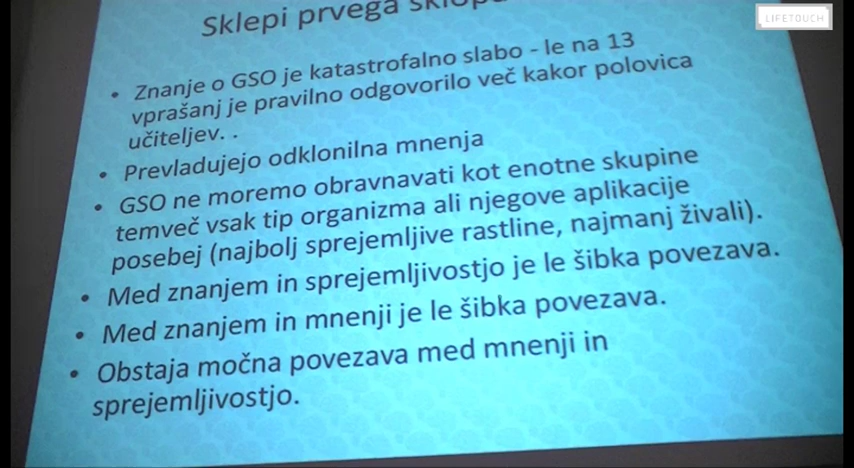 LIFETOUCH
Sklepi prvega sklopa
• Znanje o GSO je katastrofalno slabo - le na 13
vprašanj je pravilno odgovorilo več kakor polovica
učiteljev. .
• Prevladujejo odklonilna mnenja
• GSO ne moremo obravnavati kot enotne skupine
temveč vsak tip organizma ali njegove aplikacije
posebej (najbolj sprejemljive rastline, najmanj živali).
• Med znanjem in sprejemljivostjo je le šibka povezava.
• Med znanjem in mnenji je le šibka povezava.
• Obstaja močna povezava med mnenji in
sprejemljivostjo.